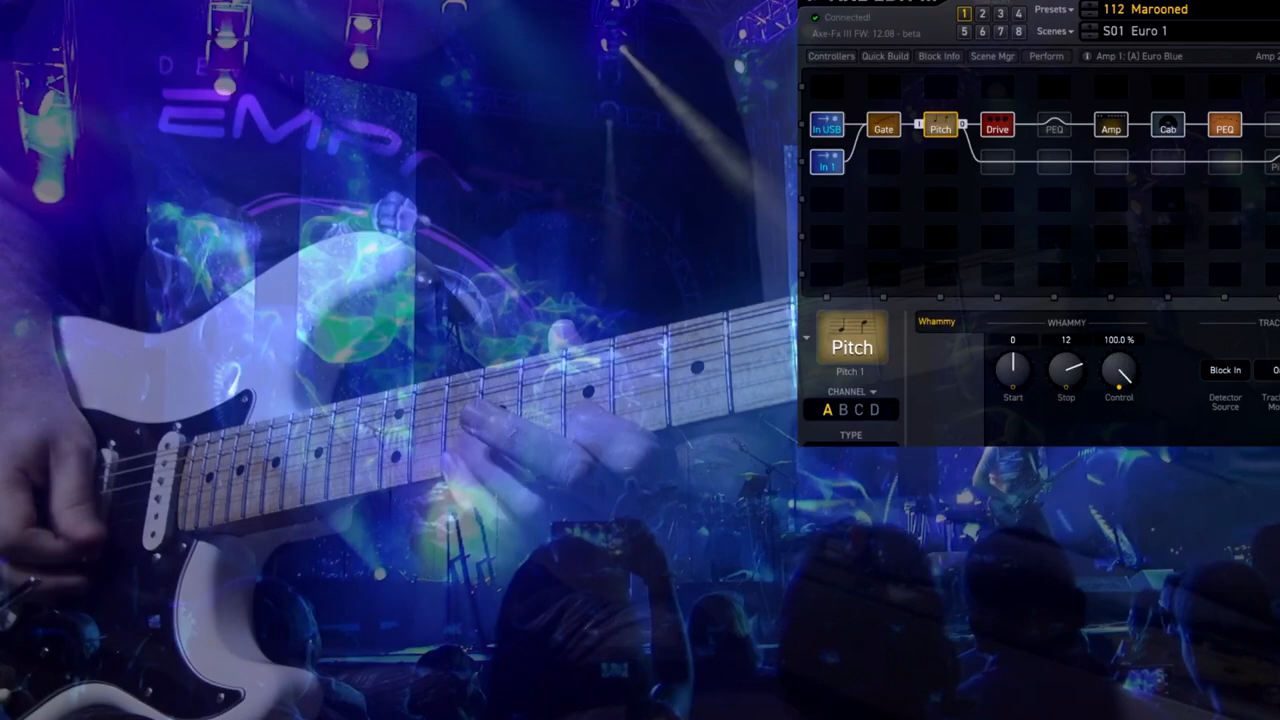 Connected!
Axe-Fx III FW: 12.08 - beta
1 2 3 4
5 6 7 8
Presets
Scenes
112 Marooned
S01 Euro 1
Controllers Quick Build Block Info Scene Mgr Perform
Amp 1: (A) Euro Blue
Amp 2
In USB Gate I Pitch O Drive PEQ Amp Cab PEQ
In 1
EMP
Pitch
Pitch 1
CHANNEL
A B C D
TYPE
Whammy
WHAMMY
0 12 100.0 %
Start Stop Control
Block In
Detector
Source